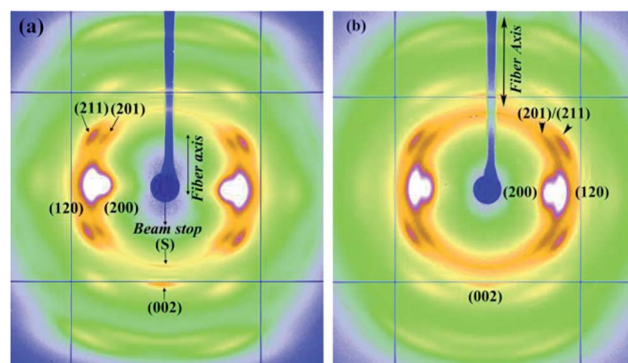 (a)
(211) (201)
Fiber axis
(120) (200)
Beam stop
(S)
(002)
(b)
Fiber Axis
(201)/(211)
(200) (120)
(002)